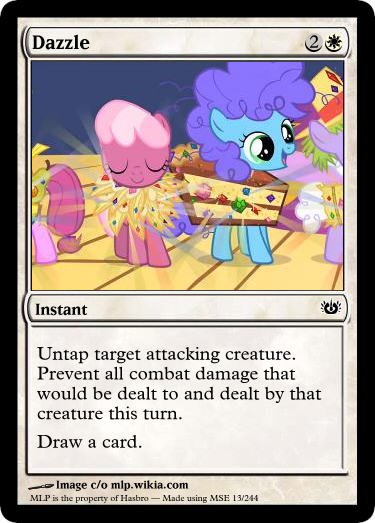 Dazzle 2
Instant
Untap target attacking creature.
Prevent all combat damage that
would be dealt to and dealt by that
creature this turn.
Draw a card.
Image c/o mlp.wikia.com
MLP is the property of Hasbro — Made using MSE 13/244